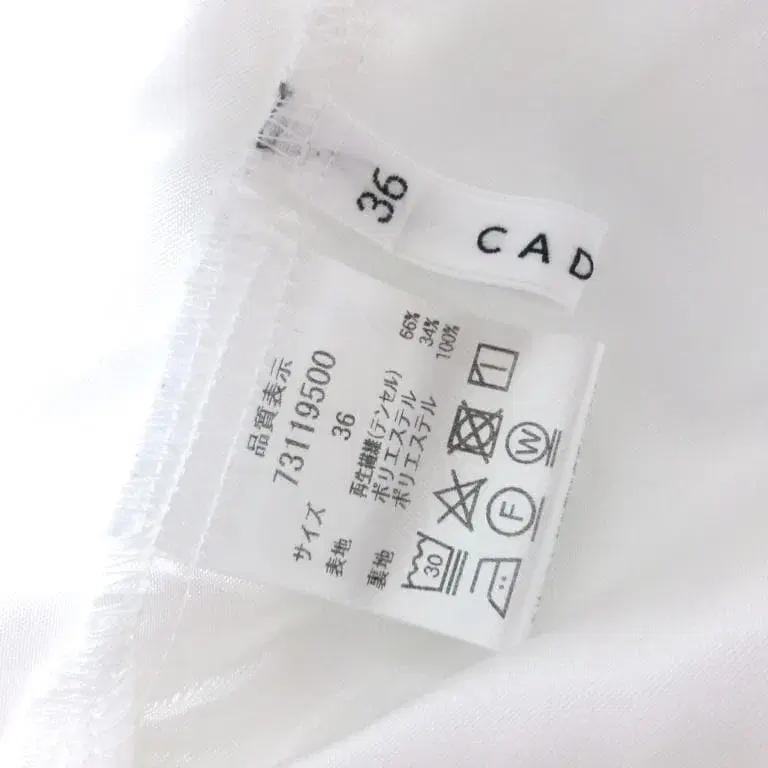 36
CAD
品質表示
73119500
サイズ 36
表地 再生繊維(テンセル) 66%
ポリエステル 34%
裏地 ポリエステル 100%
30
W
F